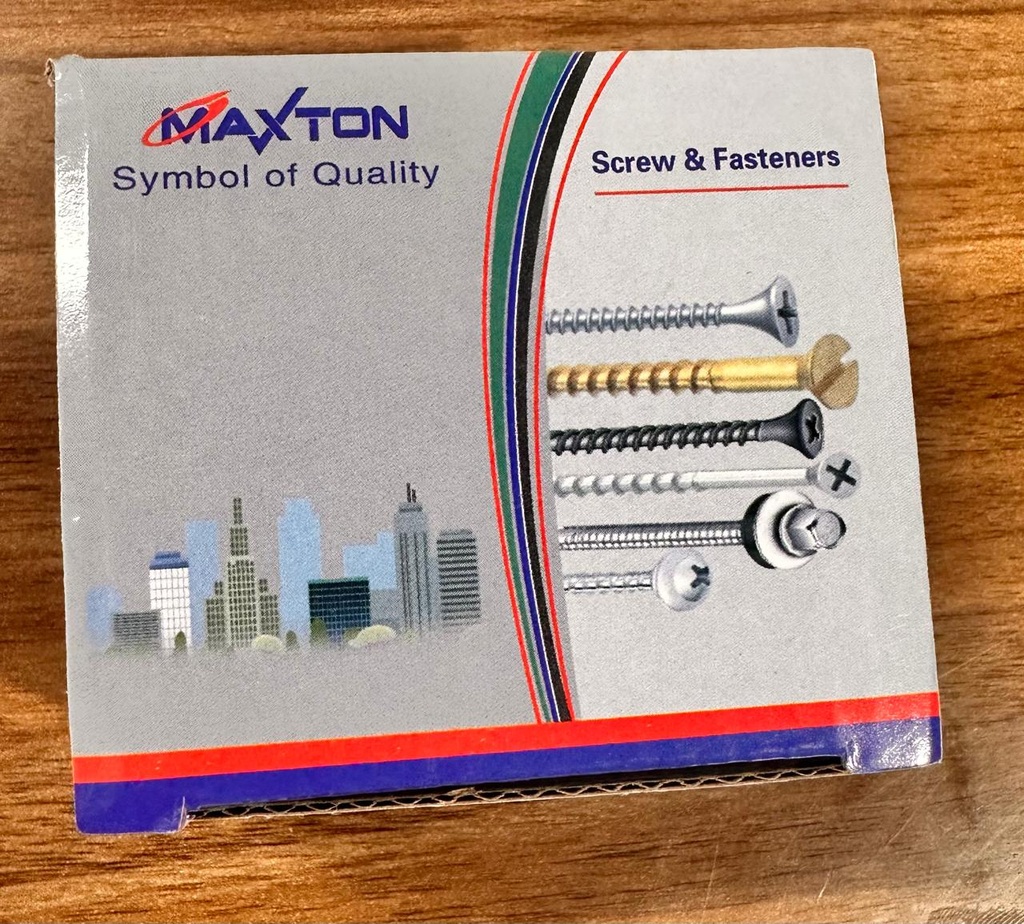 MAXTON
Symbol of Quality
Screw & Fasteners